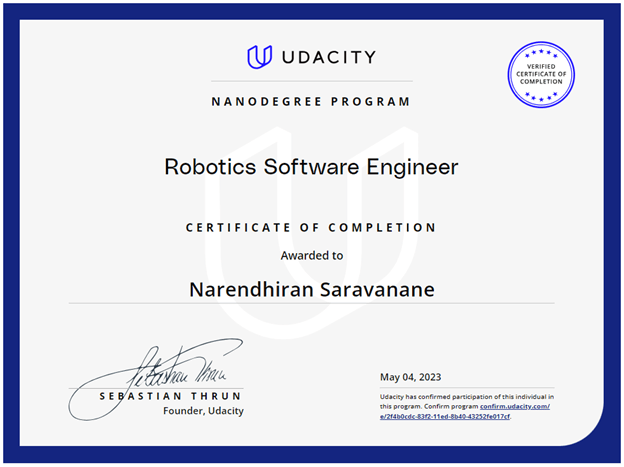 UDACITY
VERIFIED
CERTIFICATE OF
COMPLETION
NANODEGREE PROGRAM
Robotics Software Engineer
CERTIFICATE OF COMPLETION
Awarded to
Narendhiran Saravanane
Sebastian Thrun
SEBASTIAN THRUN
Founder, Udacity
May 04, 2023
Udacity has confirmed participation of this individual in
this program. Confirm program confirm.udacity.com/
e/2f4b0cdc-83f2-11ed-8b40-43252fe017cf.